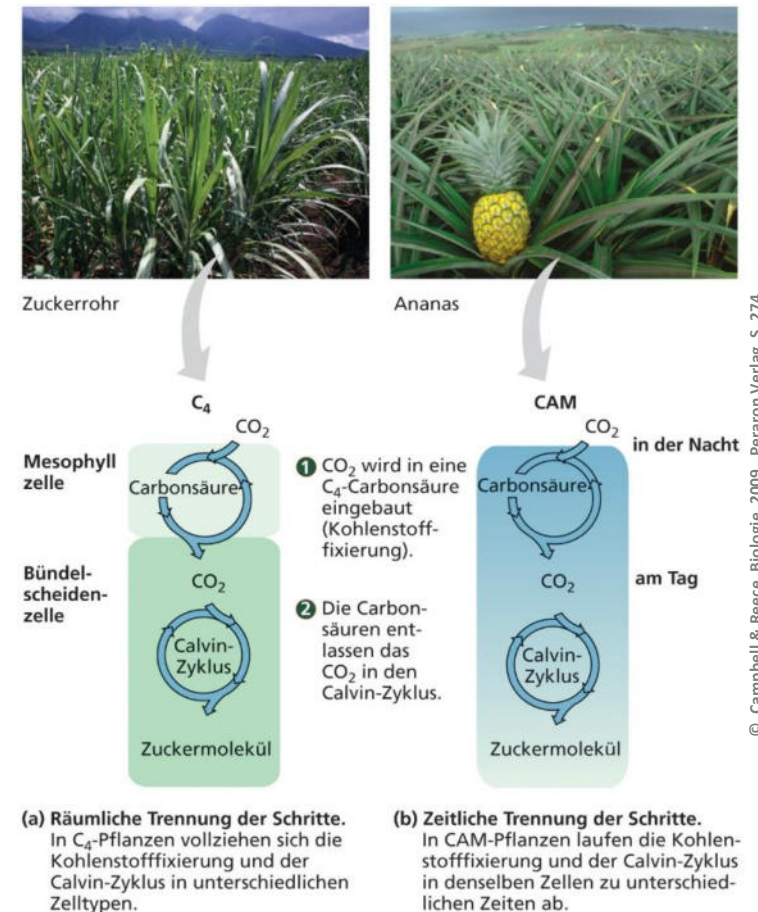 Zuckerrohr
Ananas
C₄
CO₂
Mesophyll
zelle
Carbonsäure
Bündel-
scheiden-
zelle
CO₂
Calvin-
Zyklus
Zuckermolekül
1 CO₂ wird in eine
C₄-Carbonsäure
eingebaut
(Kohlenstoff-
fixierung).
2 Die Carbon-
säuren ent-
lassen das
CO₂ in den
Calvin-Zyklus.
CAM
CO₂
in der Nacht
Carbonsäure
CO₂
am Tag
Calvin-
Zyklus
Zuckermolekül
(a) Räumliche Trennung der Schritte.
In C₄-Pflanzen vollziehen sich die
Kohlenstofffixierung und der
Calvin-Zyklus in unterschiedlichen
Zelltypen.
(b) Zeitliche Trennung der Schritte.
In CAM-Pflanzen laufen die Kohlen-
stofffixierung und der Calvin-Zyklus
in denselben Zellen zu unterschied-
lichen Zeiten ab.
© Campbell & Reece, Biologie, 2009, Peraron Verlag, S. 274